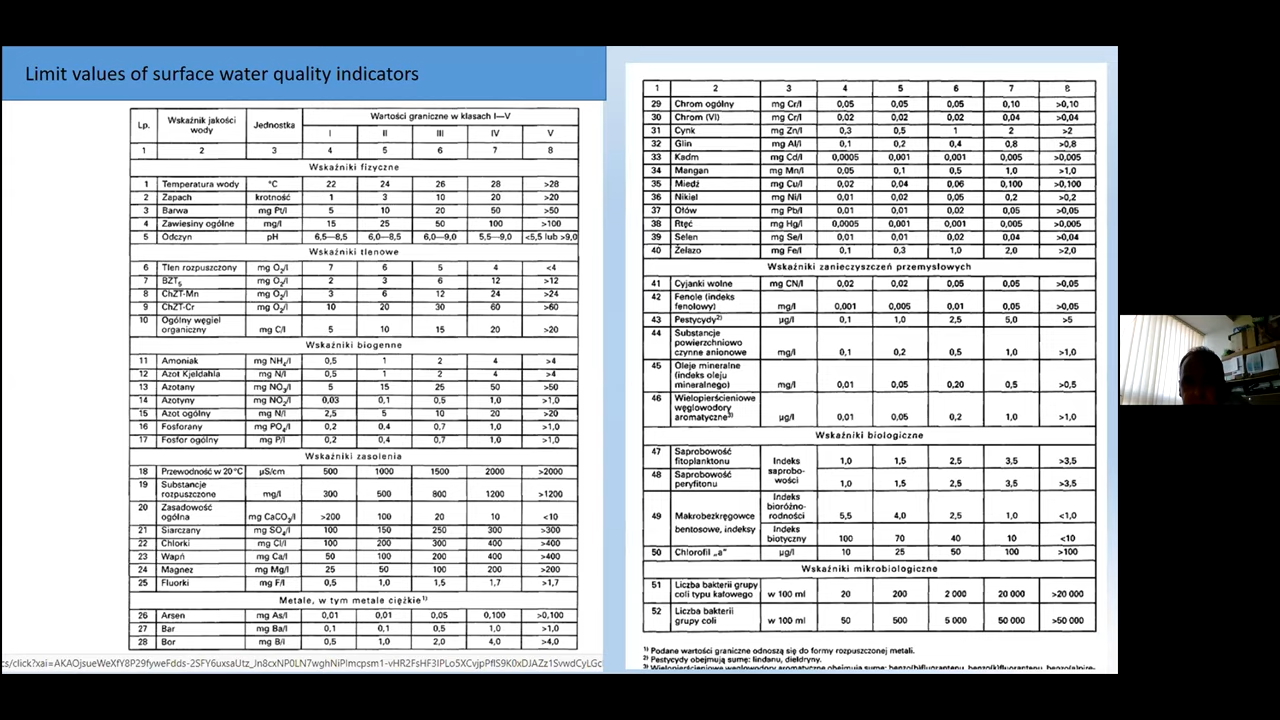 Limit values of surface water quality indicators
Lp. Wskaźnik jakości wody Jednostka Wartości graniczne w klasach I—V
I II III IV V
1 2 3 4 5 6 7 8
Wskaźniki fizyczne
1 Temperatura wody °C 22 24 26 28 >28
2 Zapach krotność 1 3 10 20 >20
3 Barwa mg Pt/l 5 10 20 50 >50
4 Zawiesiny ogólne mg/l 15 25 50 100 >100
5 Odczyn pH 6,5—8,5 6,0—8,5 6,0—9,0 5,5—9,0 <5,5 lub >9,0
Wskaźniki tlenowe
6 Tlen rozpuszczony mg O2/l 7 6 5 4 <4
7 BZT5 mg O2/l 2 3 6 12 >12
8 ChZT-Mn mg O2/l 3 6 12 24 >24
9 ChZT-Cr mg O2/l 10 20 30 60 >60
10 Ogólny węgiel
organiczny mg C/l 5 10 15 20 >20
Wskaźniki biogenne
11 Amoniak mg NH4/l 0,5 1 2 4 >4
12 Azot Kjeldahla mg N/l 0,5 1 2 4 >4
13 Azotany mg NO3/l 5 15 25 50 >50
14 Azotyny mg NO2/l 0,03 0,1 0,5 1,0 >1,0
15 Azot ogólny mg N/l 2,5 5 10 20 >20
16 Fosforany mg PO4/l 0,2 0,4 0,7 1,0 >1,0
17 Fosfor ogólny mg P/l 0,2 0,4 0,7 1,0 >1,0
Wskaźniki zasolenia
18 Przewodność w 20°C µS/cm 500 1000 1500 2000 >2000
19 Substancje
rozpuszczone mg/l 300 500 800 1200 >1200
20 Zasadowość
ogólna mg CaCO3/l >200 100 20 10 <10
21 Siarczany mg SO4/l 100 150 250 300 >300
22 Chlorki mg Cl/l 100 200 300 400 >400
23 Wapń mg Ca/l 50 100 200 400 >400
24 Magnez mg Mg/l 25 50 100 200 >200
25 Fluorki mg F/l 0,5 1,0 1,5 1,7 >1,7
Metale, w tym metale ciężkie1)
26 Arsen mg As/l 0,01 0,01 0,05 0,100 >0,100
27 Bar mg Ba/l 0,1 0,1 0,5 1,0 >1,0
28 Bor mg B/l 0,5 1,0 2,0 4,0 >4,0
1 2 3 4 5 6 7 8
29 Chrom ogólny mg Cr/l 0,05 0,05 0,05 0,10 >0,10
30 Chrom (VI) mg Cr/l 0,02 0,02 0,02 0,04 >0,04
31 Cynk mg Zn/l 0,3 0,5 1 2 >2
32 Glin mg Al/l 0,1 0,2 0,4 0,8 >0,8
33 Kadm mg Cd/l 0,0005 0,001 0,001 0,005 >0,005
34 Mangan mg Mn/l 0,05 0,1 0,5 1,0 >1,0
35 Miedź mg Cu/l 0,02 0,04 0,06 0,100 >0,100
36 Nikiel mg Ni/l 0,01 0,02 0,05 0,2 >0,2
37 Ołów mg Pb/l 0,01 0,01 0,02 0,05 >0,05
38 Rtęć mg Hg/l 0,0005 0,001 0,001 0,005 >0,005
39 Selen mg Se/l 0,01 0,01 0,02 0,04 >0,04
40 Żelazo mg Fe/l 0,1 0,3 1,0 2,0 >2,0
Wskaźniki zanieczyszczeń przemysłowych
41 Cyjanki wolne mg CN/l 0,02 0,02 0,05 0,05 >0,05
42 Fenole (indeks
fenolowy) mg/l 0,001 0,005 0,01 0,05 >0,05
43 Pestycydy2) µg/l 0,1 1,0 2,5 5,0 >5
44 Substancje
powierzchniowo
czynne anionowe mg/l 0,1 0,2 0,5 1,0 >1,0
45 Oleje mineralne
(indeks oleju
mineralnego) mg/l 0,01 0,05 0,20 0,5 >0,5
46 Wielopierścieniowe
węglowodory
aromatyczne3) µg/l 0,01 0,05 0,2 1,0 >1,0
Wskaźniki biologiczne
47 Saprobowość
fitoplanktonu Indeks saprobo-wości 1,0 1,5 2,5 3,5 >3,5
48 Saprobowość
peryfitonu 1,0 1,5 2,5 3,5 >3,5
49 Makrobezkręgowce bentosowe, indeksy Indeks
bioróżno-
rodności 5,5 4,0 2,5 1,0 <1,0
Indeks
biotyczny 100 70 40 10 <10
50 Chlorofil „a” µg/l 10 25 50 100 >100
Wskaźniki mikrobiologiczne
51 Liczba bakterii grupy
coli typu kałowego w 100 ml 20 200 2 000 20 000 >20 000
52 Liczba bakterii
grupy coli w 100 ml 50 500 5 000 50 000 >50 000
1) Podane wartości graniczne odnoszą się do formy rozpuszczonej metali.
2) Pestycydy obejmują sumę: lindanu, dieldryny.
3) Wielopierścieniowe węglowodory aromatyczne obejmują sumę: